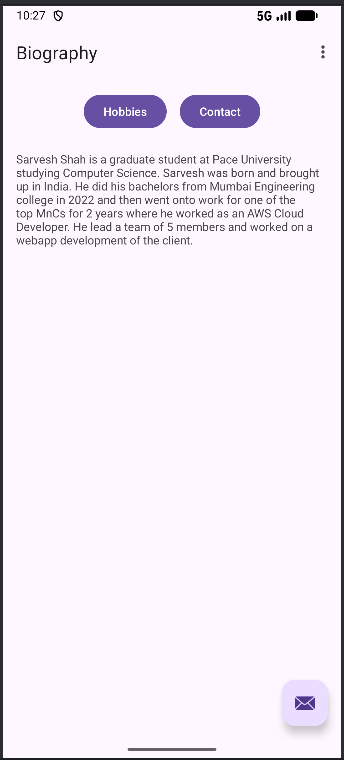 10:27 5G
Biography
Hobbies Contact
Sarvesh Shah is a graduate student at Pace University
studying Computer Science. Sarvesh was born and brought
up in India. He did his bachelors from Mumbai Engineering
college in 2022 and then went onto work for one of the
top MnCs for 2 years where he worked as an AWS Cloud
Developer. He lead a team of 5 members and worked on a
webapp development of the client.